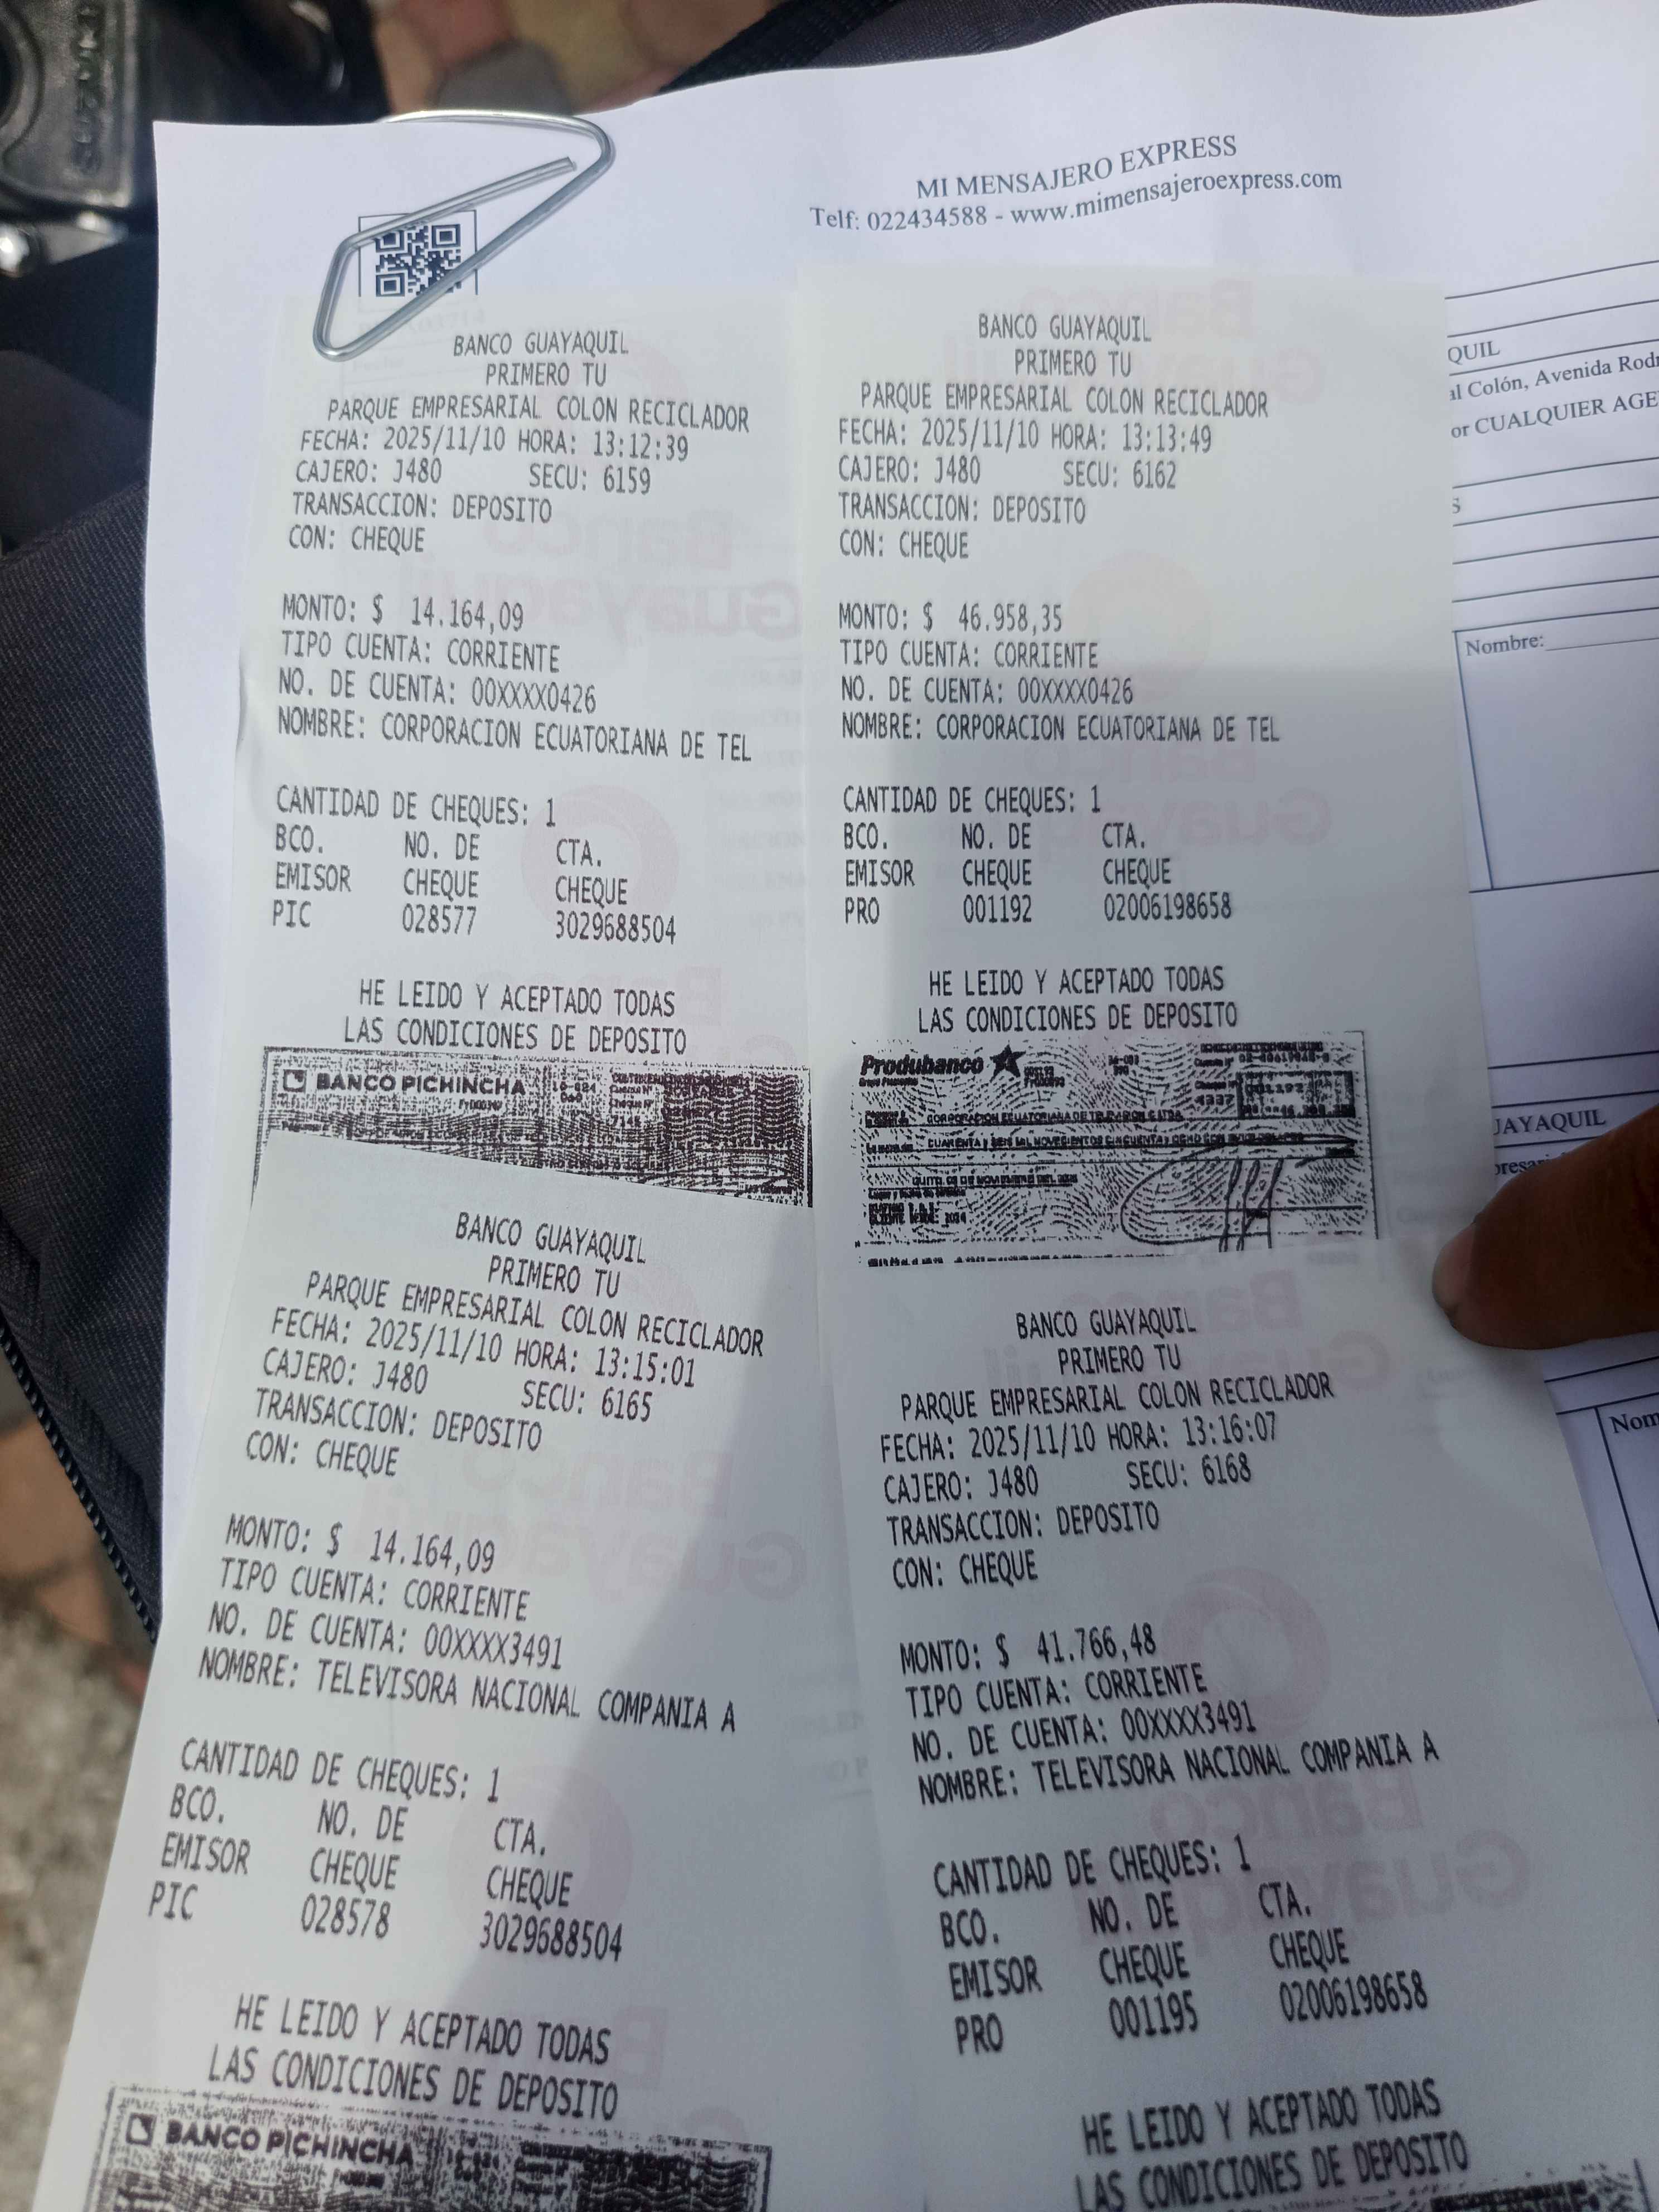 MI MENSAJERO EXPRESS
Telf: 022434588 - www.mimensajeroexpress.com
BANCO GUAYAQUIL
PRIMERO TU
PARQUE EMPRESARIAL COLON RECICLADOR
FECHA: 2025/11/10 HORA: 13:12:39
CAJERO: J480 SECU: 6159
TRANSACCION: DEPOSITO
CON: CHEQUE
MONTO: $ 14.164,09
TIPO CUENTA: CORRIENTE
NO. DE CUENTA: 00XXXX0426
NOMBRE: CORPORACION ECUATORIANA DE TEL
CANTIDAD DE CHEQUES: 1
BCO. NO. DE CTA.
EMISOR CHEQUE CHEQUE
PIC 028577 3029688504
HE LEIDO Y ACEPTADO TODAS
LAS CONDICIONES DE DEPOSITO
BANCO PICHINCHA
BANCO GUAYAQUIL
PRIMERO TU
PARQUE EMPRESARIAL COLON RECICLADOR
FECHA: 2025/11/10 HORA: 13:13:49
CAJERO: J480 SECU: 6162
TRANSACCION: DEPOSITO
CON: CHEQUE
MONTO: $ 46.958,35
TIPO CUENTA: CORRIENTE
NO. DE CUENTA: 00XXXX0426
NOMBRE: CORPORACION ECUATORIANA DE TEL
CANTIDAD DE CHEQUES: 1
BCO. NO. DE CTA.
EMISOR CHEQUE CHEQUE
PRO 001192 02006198658
HE LEIDO Y ACEPTADO TODAS
LAS CONDICIONES DE DEPOSITO
Produbanco
CORPORACION ECUATORIANA DE TELEVISION
CUARENTA Y SEIS MIL NOVECIENTOS CINCUENTA Y OCHO CON
BANCO GUAYAQUIL
PRIMERO TU
PARQUE EMPRESARIAL COLON RECICLADOR
FECHA: 2025/11/10 HORA: 13:15:01
CAJERO: J480 SECU: 6165
TRANSACCION: DEPOSITO
CON: CHEQUE
MONTO: $ 14.164,09
TIPO CUENTA: CORRIENTE
NO. DE CUENTA: 00XXXX3491
NOMBRE: TELEVISORA NACIONAL COMPANIA A
CANTIDAD DE CHEQUES: 1
BCO. NO. DE CTA.
EMISOR CHEQUE CHEQUE
PIC 028578 3029688504
HE LEIDO Y ACEPTADO TODAS
LAS CONDICIONES DE DEPOSITO
BANCO PICHINCHA
BANCO GUAYAQUIL
PRIMERO TU
PARQUE EMPRESARIAL COLON RECICLADOR
FECHA: 2025/11/10 HORA: 13:16:07
CAJERO: J480 SECU: 6168
TRANSACCION: DEPOSITO
CON: CHEQUE
MONTO: $ 41.766,48
TIPO CUENTA: CORRIENTE
NO. DE CUENTA: 00XXXX3491
NOMBRE: TELEVISORA NACIONAL COMPANIA A
CANTIDAD DE CHEQUES: 1
BCO. NO. DE CTA.
EMISOR CHEQUE CHEQUE
PRO 001195 02006198658
HE LEIDO Y ACEPTADO TODAS
LAS CONDICIONES DE DEPOSITO
QUIL
al Colón, Avenida Rodr
or CUALQUIER AGE
S
Nombre:
UAYAQUIL
Nom